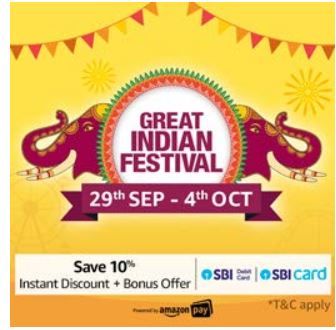 GREAT
INDIAN
FESTIVAL
29th SEP - 4th OCT
Save 10%
Instant Discount + Bonus Offer
SBI Debit Card | SBI card
*T&C apply
Powered by amazon pay